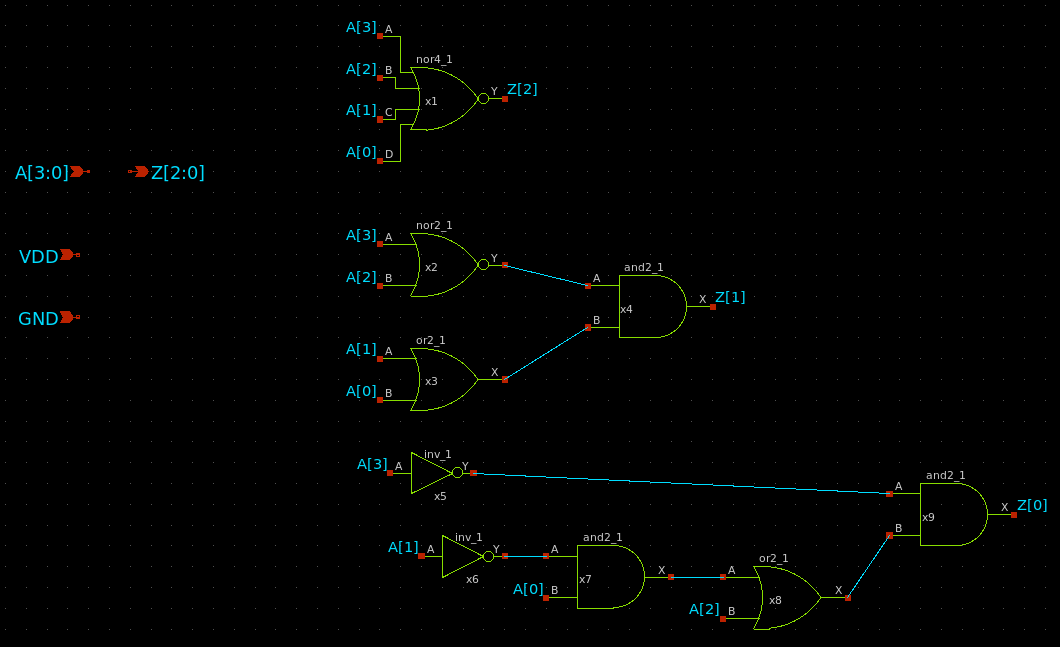 A[3:0]
Z[2:0]
VDD
GND
A[3] A
A[2] B
A[1] C
A[0] D
nor4_1
x1
Y Z[2]
A[3] A
A[2] B
nor2_1
x2
Y
A[1] A
A[0] B
or2_1
x3
X
and2_1
A
B
x4
X Z[1]
A[3] A
inv_1
x5
Y
A[1] A
inv_1
x6
Y
A
A[0] B
and2_1
x7
X
A
A[2] B
or2_1
x8
X
and2_1
A
B
x9
X Z[0]